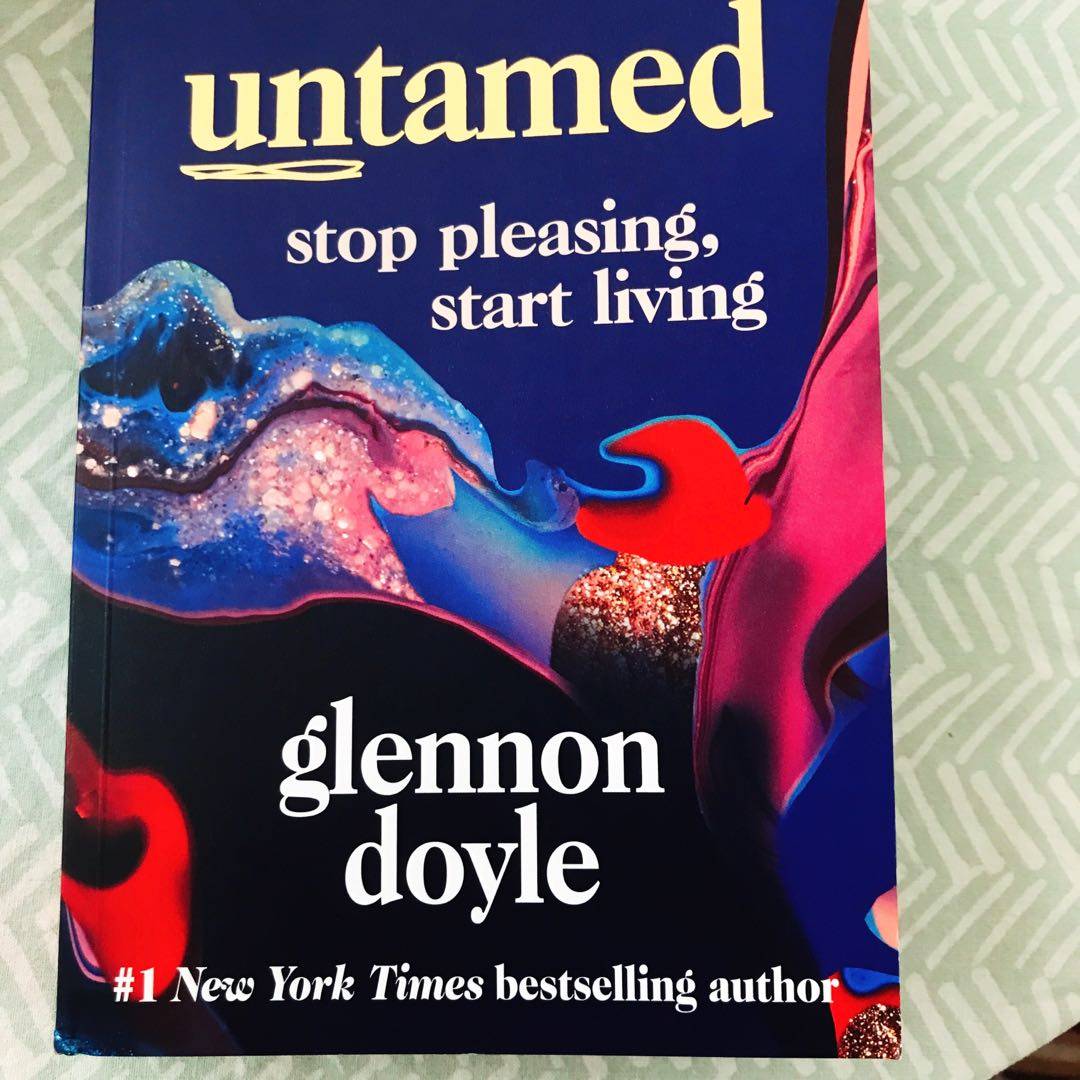 untamed
stop pleasing,
start living
glennon
doyle
#1 New York Times bestselling author